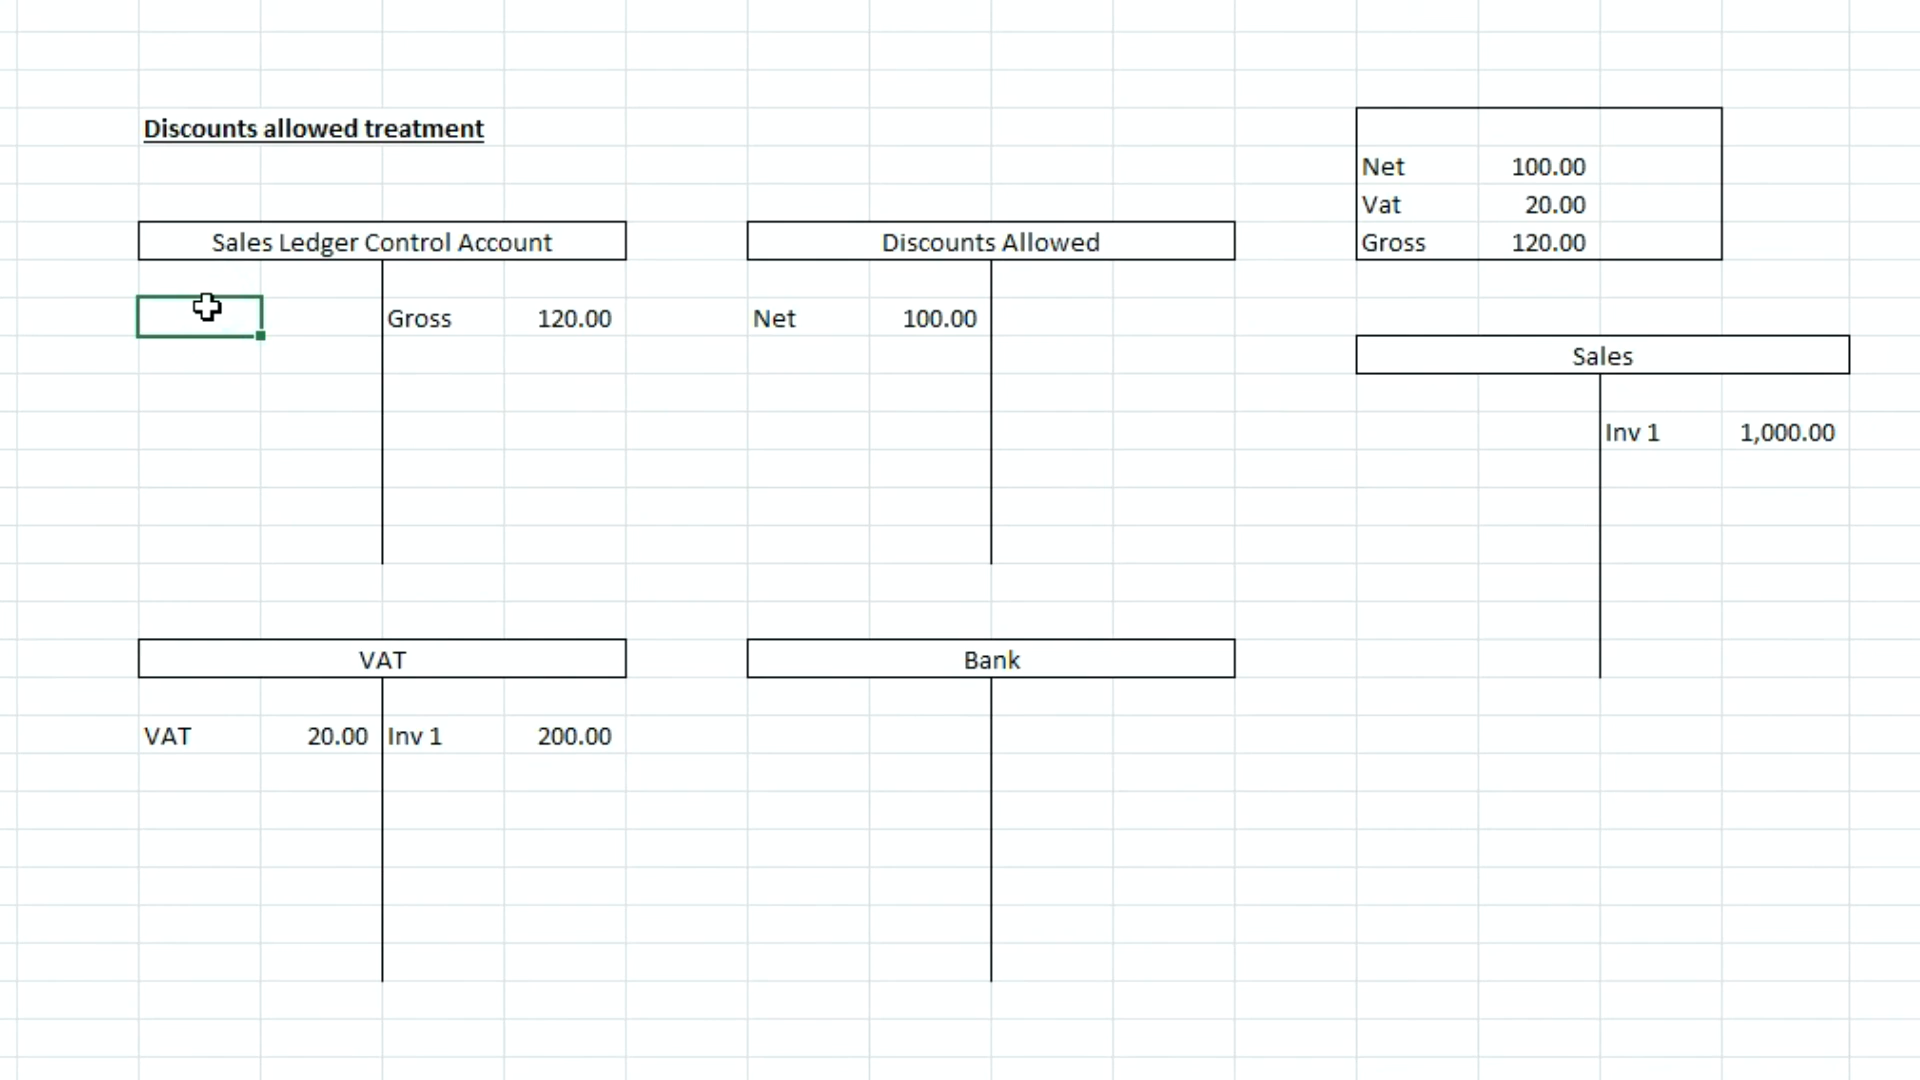 Discounts allowed treatment
Net 100.00
Vat 20.00
Gross 120.00
Sales Ledger Control Account
Gross 120.00
Discounts Allowed
Net 100.00
Sales
Inv 1 1,000.00
VAT
VAT 20.00 Inv 1 200.00
Bank